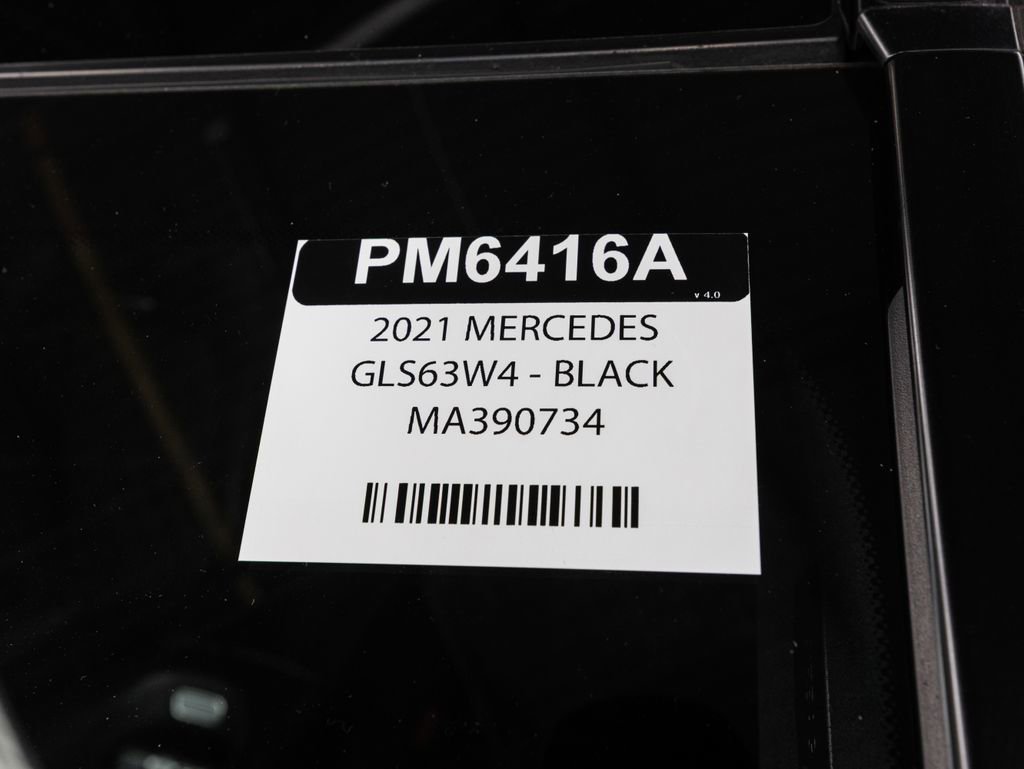 PM6416A
v 4.0
2021 MERCEDES
GLS63W4 - BLACK
MA390734